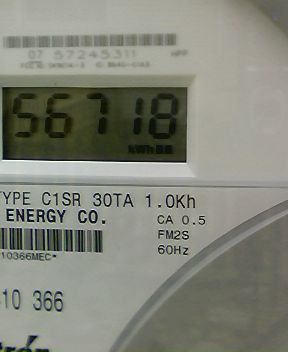 07 57245311 HPP
56718
kWh
TYPE C1SR 30TA 1.0Kh
ENERGY CO. CA 0.5
FM2S
60Hz
10366MEC*
10 366